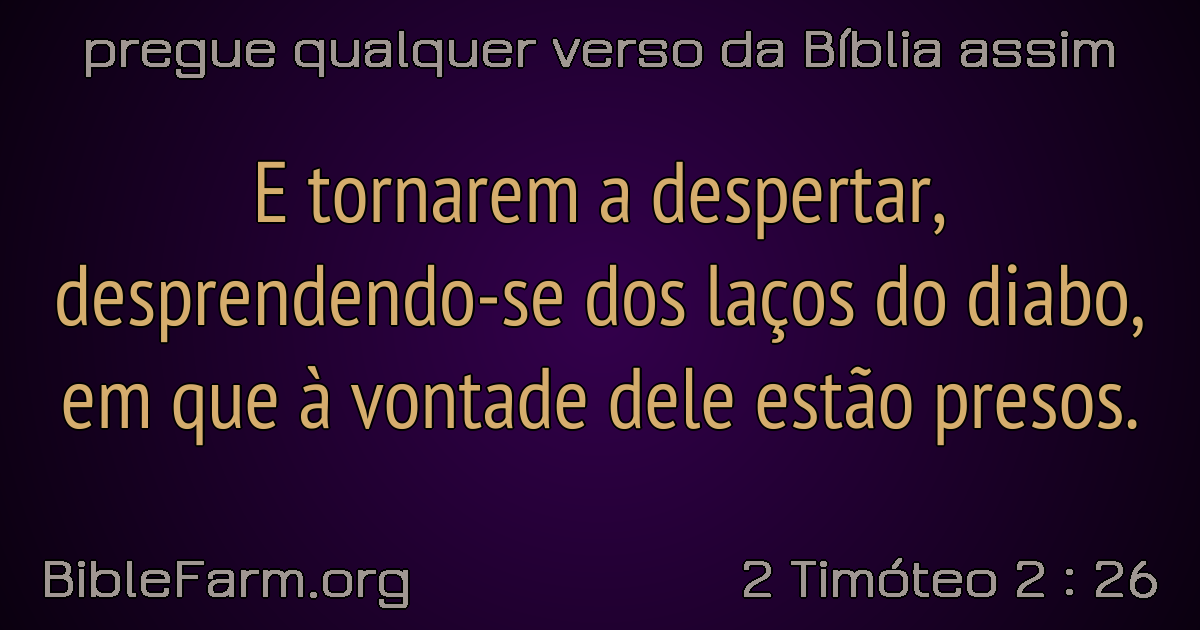 pregue qualquer verso da Bíblia assim
E tornarem a despertar,
desprendendo-se dos laços do diabo,
em que à vontade dele estão presos.
BibleFarm.org
2 Timóteo 2 : 26